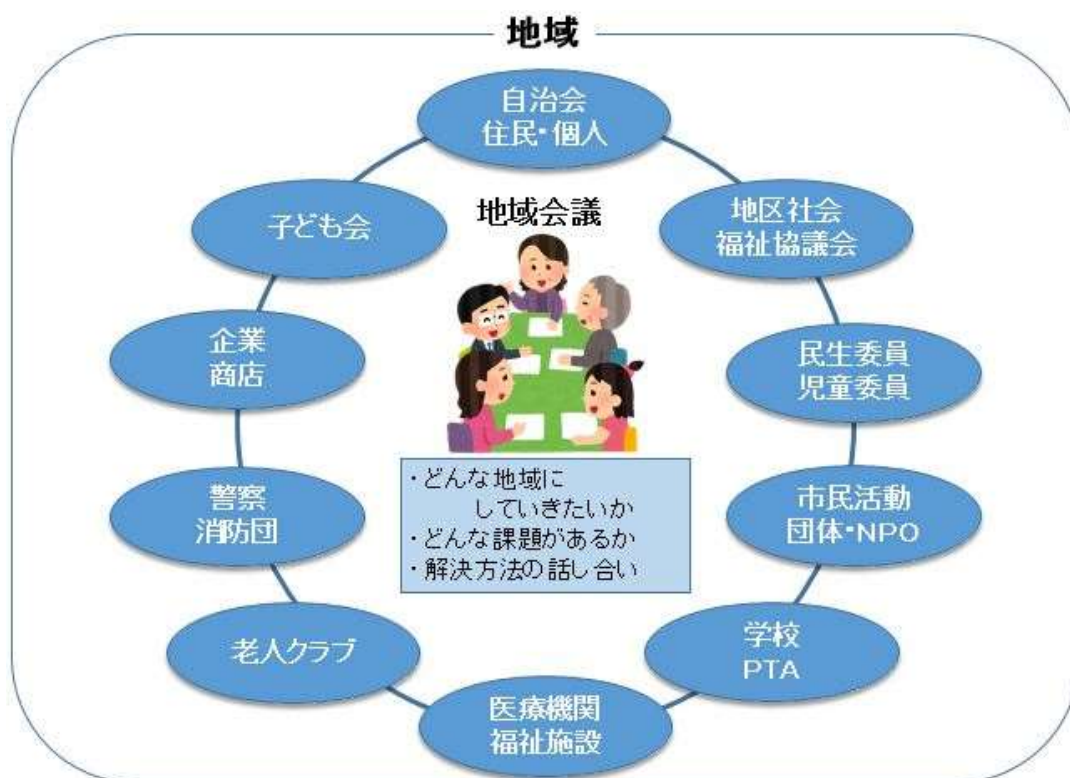 地域
自治会
住民・個人
地区社会
福祉協議会
民生委員
児童委員
市民活動
団体・NPO
学校
PTA
医療機関
福祉施設
老人クラブ
警察
消防団
企業
商店
子ども会
地域会議
・どんな地域に
していきたいか
・どんな課題があるか
・解決方法の話し合い